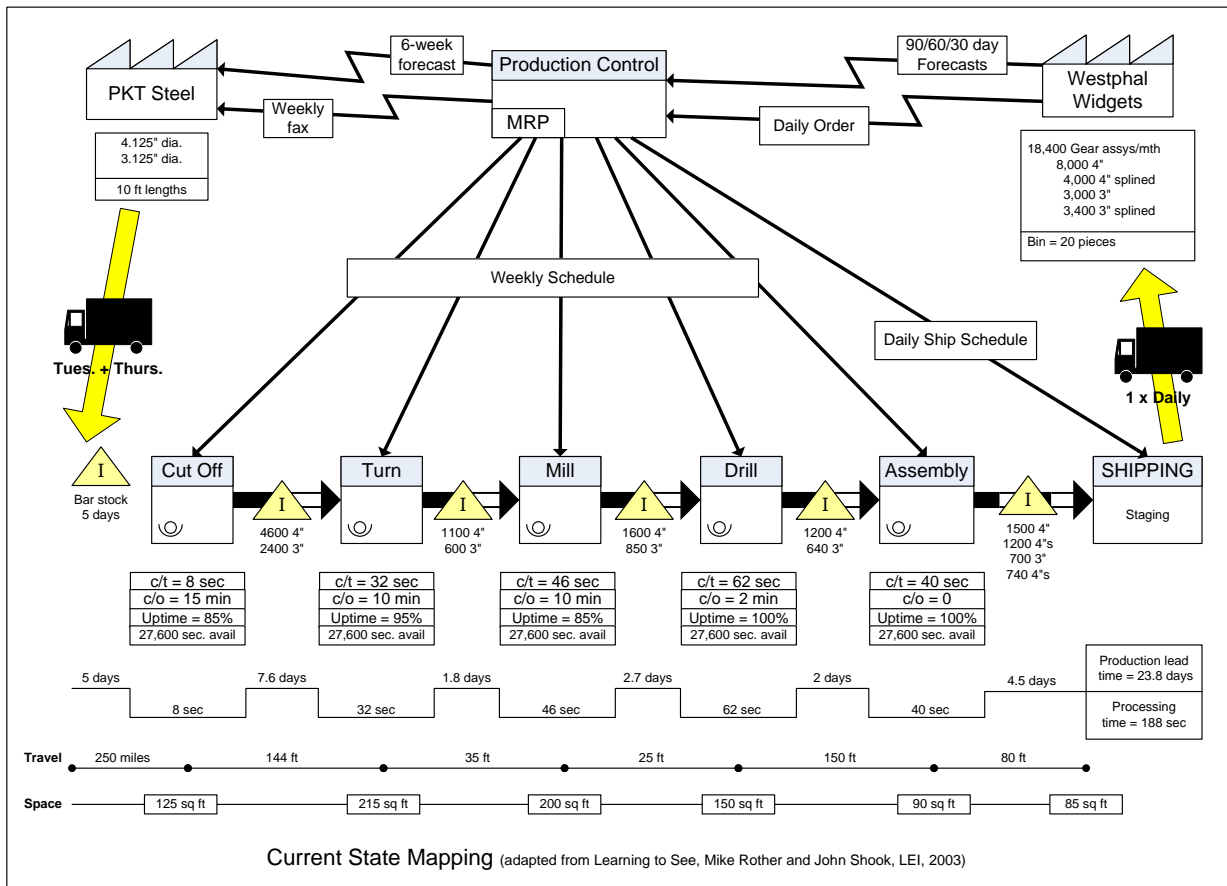 PKT Steel
6-week
forecast
Weekly
fax
Production Control
MRP
90/60/30 day
Forecasts
Daily Order
Westphal
Widgets
4.125" dia.
3.125" dia.
10 ft lengths
18,400 Gear assys/mth
8,000 4"
4,000 4" splined
3,000 3"
3,400 3" splined
Bin = 20 pieces
Weekly Schedule
Daily Ship Schedule
Tues. + Thurs.
1 x Daily
I
Bar stock
5 days
Cut Off
I
4600 4"
2400 3"
Turn
I
1100 4"
600 3"
Mill
I
1600 4"
850 3"
Drill
I
1200 4"
640 3"
Assembly
I
1500 4"
1200 4"s
700 3"
740 4"s
SHIPPING
Staging
c/t = 8 sec
c/o = 15 min
Uptime = 85%
27,600 sec. avail
c/t = 32 sec
c/o = 10 min
Uptime = 95%
27,600 sec. avail
c/t = 46 sec
c/o = 10 min
Uptime = 85%
27,600 sec. avail
c/t = 62 sec
c/o = 2 min
Uptime = 100%
27,600 sec. avail
c/t = 40 sec
c/o = 0
Uptime = 100%
27,600 sec. avail
5 days
8 sec
7.6 days
32 sec
1.8 days
46 sec
2.7 days
62 sec
2 days
40 sec
4.5 days
Production lead
time = 23.8 days
Processing
time = 188 sec
Travel
250 miles
144 ft
35 ft
25 ft
150 ft
80 ft
Space
125 sq ft
215 sq ft
200 sq ft
150 sq ft
90 sq ft
85 sq ft
Current State Mapping (adapted from Learning to See, Mike Rother and John Shook, LEI, 2003)